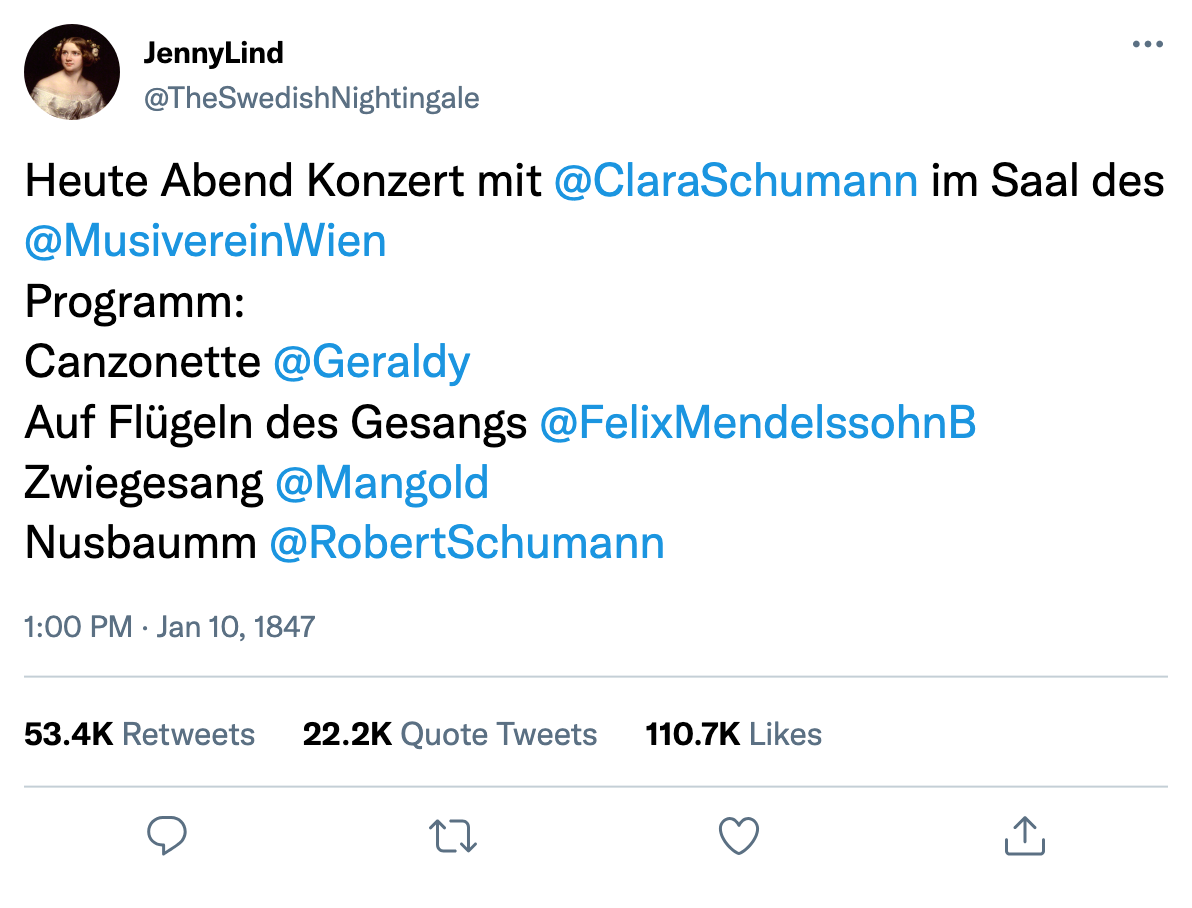 JennyLind
@TheSwedishNightingale
Heute Abend Konzert mit @ClaraSchumann im Saal des
@MusivereinWien
Programm:
Canzonette @Geraldy
Auf Flügeln des Gesangs @FelixMendelssohnB
Zwiegesang @Mangold
Nusbaumm @RobertSchumann
1:00 PM · Jan 10, 1847
53.4K Retweets 22.2K Quote Tweets 110.7K Likes